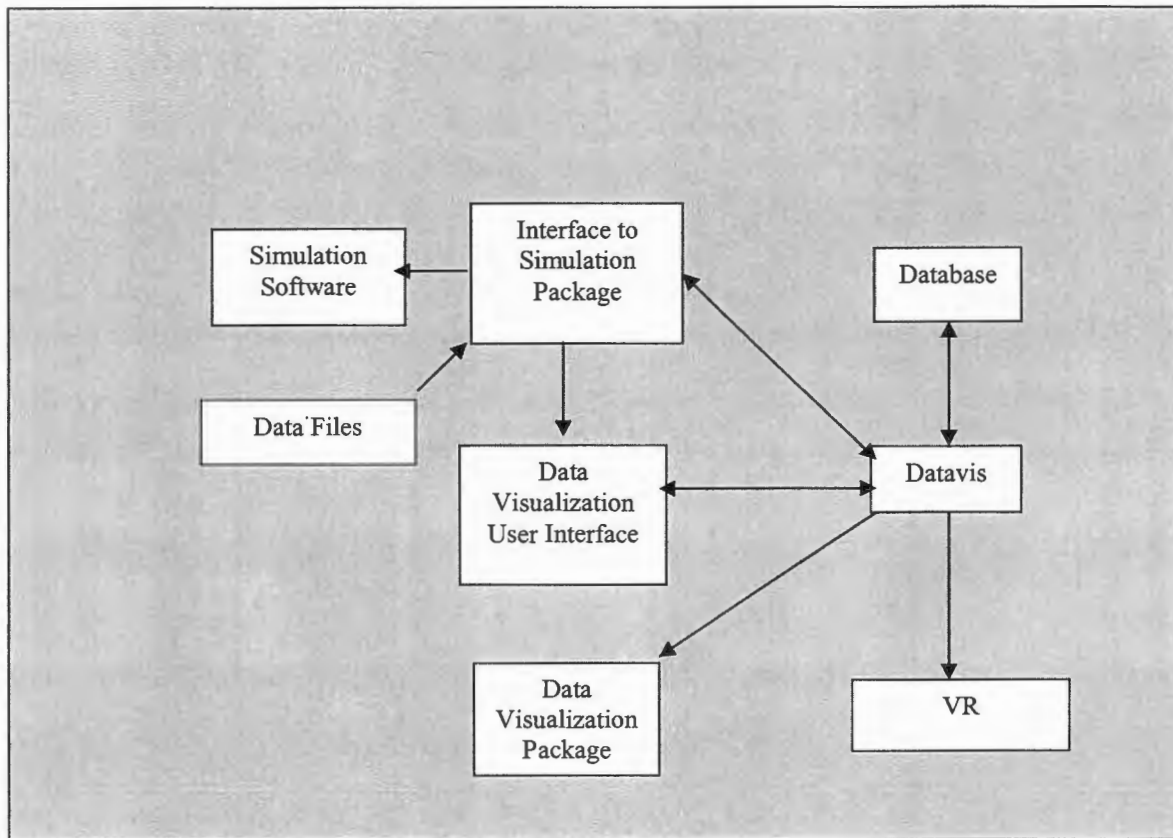 Simulation
Software
Interface to
Simulation
Package
Database
Data Files
Data
Visualization
User Interface
Datavis
Data
Visualization
Package
VR